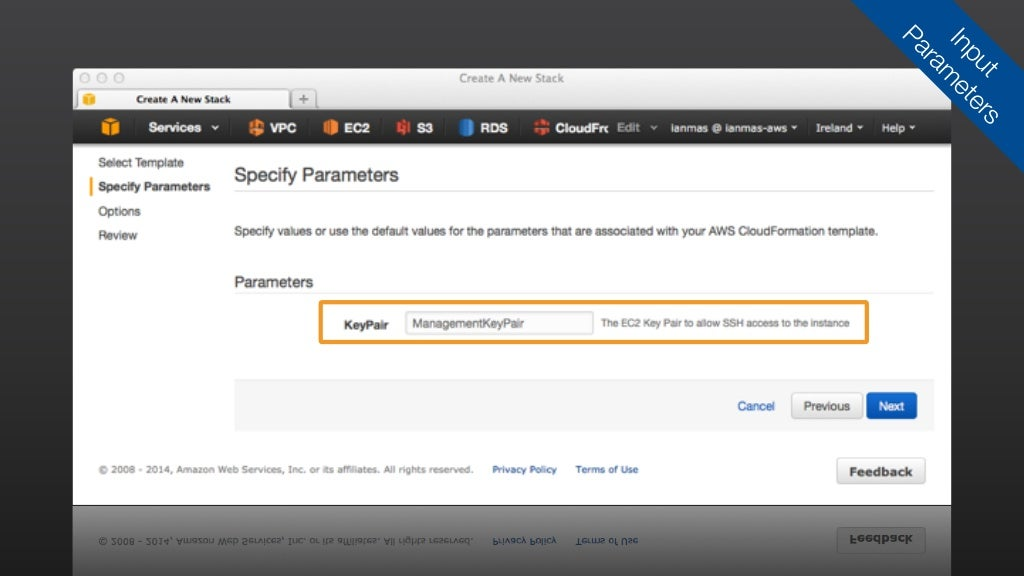 Input
Parameters
Create A New Stack
Create A New Stack
Services VPC EC2 S3 RDS CloudFrc Edit ianmas @ ianmas-aws Ireland Help
Select Template
Specify Parameters
Options
Review
Specify Parameters
Specify values or use the default values for the parameters that are associated with your AWS CloudFormation template.
Parameters
KeyPair ManagementKeyPair The EC2 Key Pair to allow SSH access to the instance
Cancel Previous Next
© 2008 - 2014, Amazon Web Services, Inc. or its affiliates. All rights reserved. Privacy Policy Terms of Use Feedback